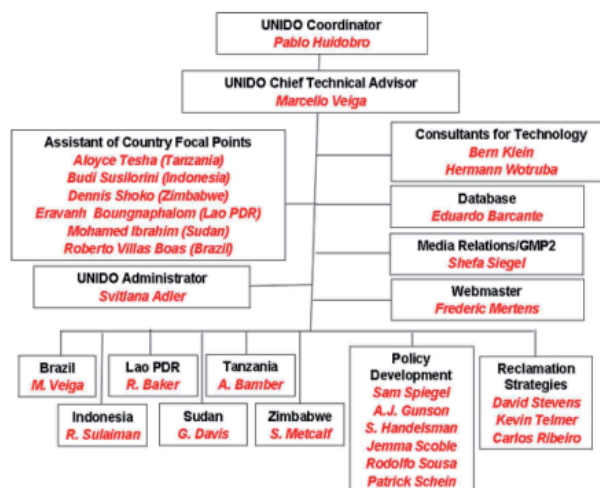 UNIDO Coordinator
Pablo Huidobro
UNIDO Chief Technical Advisor
Marcello Veiga
Assistant of Country Focal Points
Aloyce Tesha (Tanzania)
Budi Susilorini (Indonesia)
Dennis Shoko (Zimbabwe)
Eravanh Boungnaphalom (Lao PDR)
Mohamed Ibrahim (Sudan)
Roberto Villas Boas (Brazil)
Consultants for Technology
Bern Klein
Hermann Wotruba
Database
Eduardo Barcante
Media Relations/GMP2
Shefa Siegel
UNIDO Administrator
Svitlana Adler
Webmaster
Frederic Mertens
Brazil
M. Veiga
Lao PDR
R. Baker
Tanzania
A. Bamber
Indonesia
R. Sulaiman
Sudan
G. Davis
Zimbabwe
S. Metcalf
Policy
Development
Sam Spiegel
A.J. Gunson
S. Handelsman
Jemma Scoble
Rodolfo Sousa
Patrick Schein
Reclamation
Strategies
David Stevens
Kevin Telmer
Carlos Ribeiro